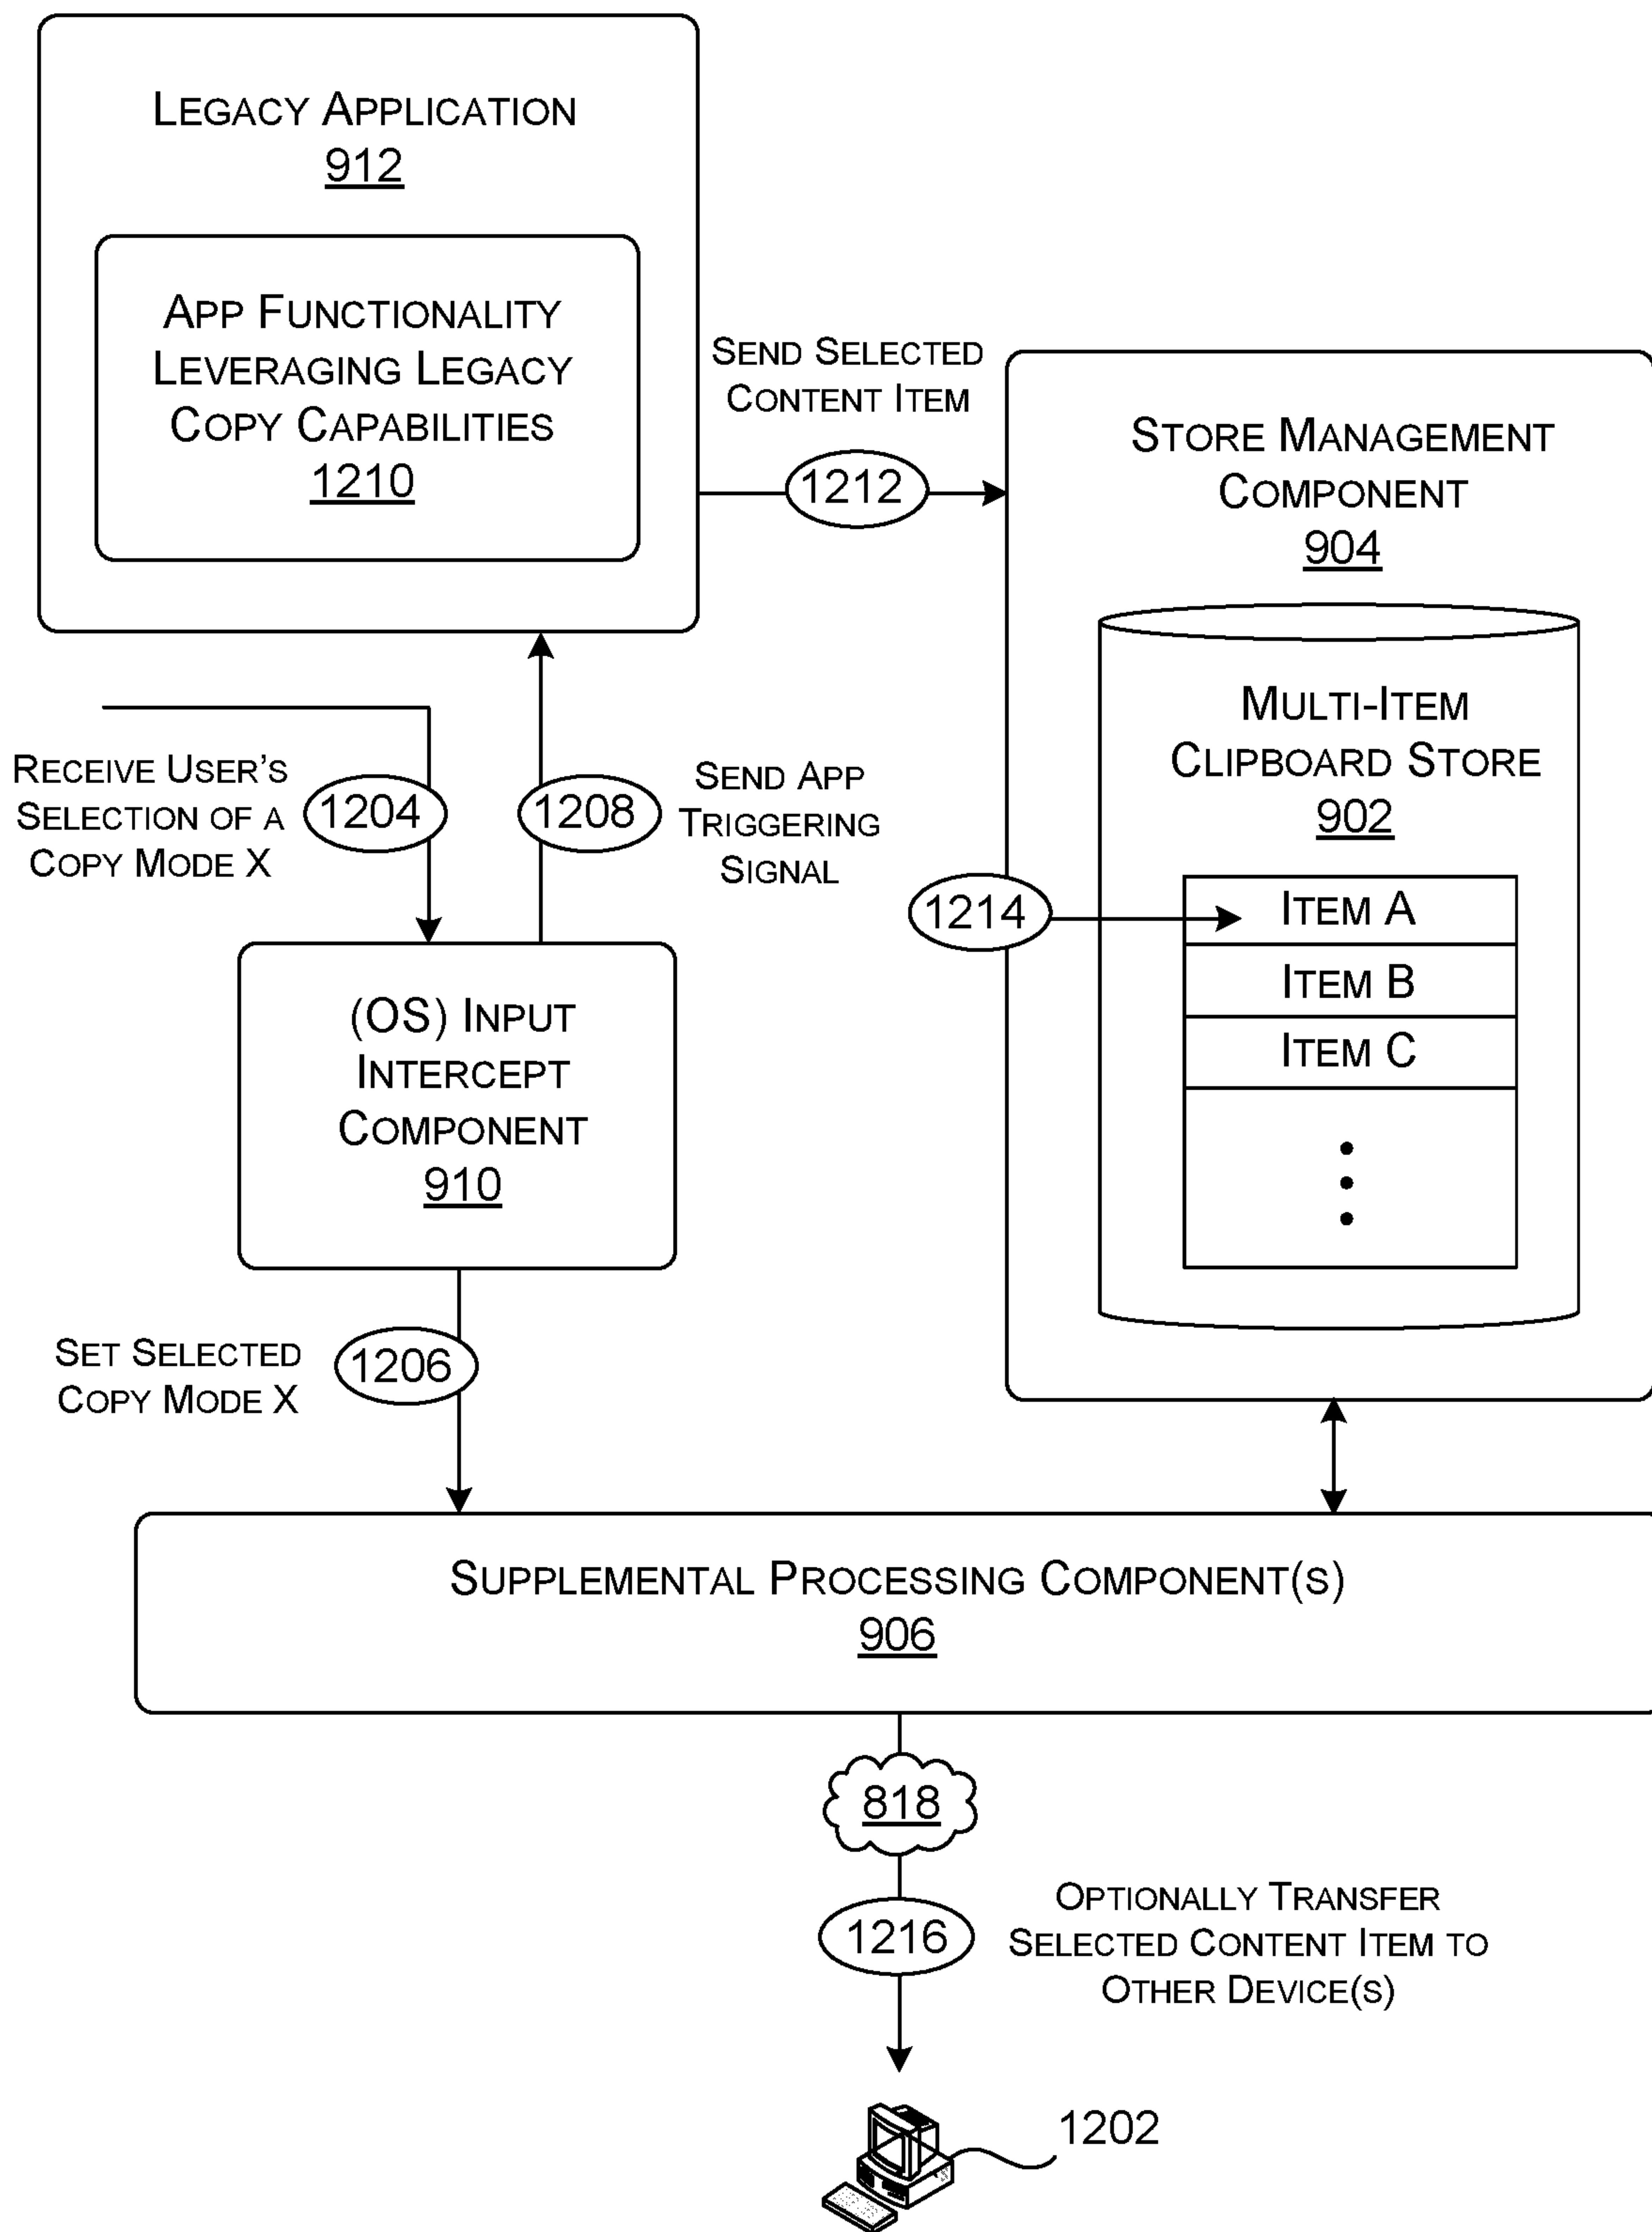 LEGACY APPLICATION
912
APP FUNCTIONALITY
LEVERAGING LEGACY
COPY CAPABILITIES
1210
SEND SELECTED
CONTENT ITEM
1212
STORE MANAGEMENT
COMPONENT
904
MULTI-ITEM
CLIPBOARD STORE
902
ITEM A
ITEM B
ITEM C
1214
RECEIVE USER'S
SELECTION OF A
COPY MODE X
1204
1208
SEND APP
TRIGGERING
SIGNAL
(OS) INPUT
INTERCEPT
COMPONENT
910
SET SELECTED
COPY MODE X
1206
SUPPLEMENTAL PROCESSING COMPONENT(S)
906
818
1216
OPTIONALLY TRANSFER
SELECTED CONTENT ITEM TO
OTHER DEVICE(S)
1202